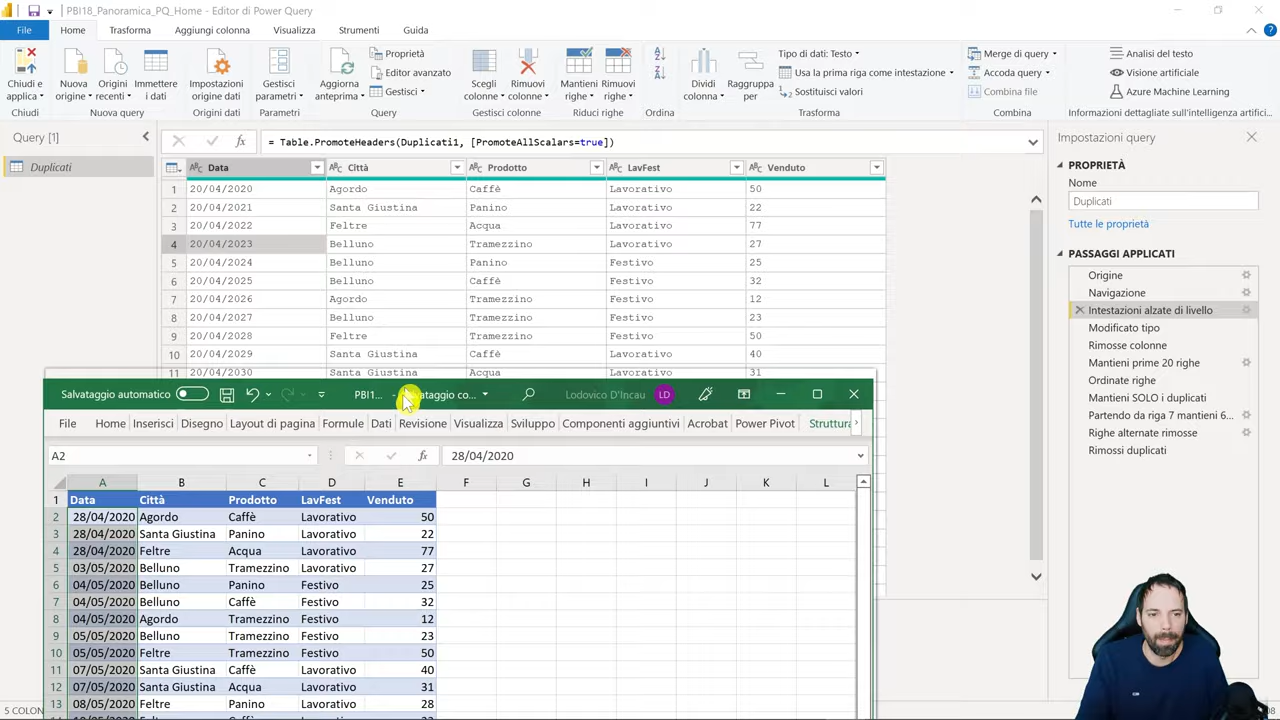 PBI18_Panoramica_PQ_Home - Editor di Power Query
File Home Trasforma Aggiungi colonna Visualizza Strumenti Guida
Chiudi e applica
Nuova origine
Origini recenti
Immettere i dati
Impostazioni origine dati
Gestisci parametri
Aggiorna anteprima
Proprietà
Editor avanzato
Gestisci
Scegli colonne
Rimuovi colonne
Mantieni righe
Rimuovi righe
Dividi colonna
Raggruppa per
Tipo di dati: Testo
Usa la prima riga come intestazione
Sostituisci valori
Merge di query
Accoda query
Combina file
Analisi del testo
Visione artificiale
Azure Machine Learning
Chiudi Nuova query Origini dati Parametri Query Gestisci colonne Riduci righe Ordina Trasforma Combina Informazioni dettagliate sull'intelligenza artifici...
Query [1]
Duplicati
= Table.PromoteHeaders(Duplicati1, [PromoteAllScalars=true])
Data Città Prodotto LavFest Venduto
1 20/04/2020 Agordo Caffè Lavorativo 50
2 20/04/2021 Santa Giustina Panino Lavorativo 22
3 20/04/2022 Feltre Acqua Lavorativo 77
4 20/04/2023 Belluno Tramezzino Lavorativo 27
5 20/04/2024 Belluno Panino Festivo 25
6 20/04/2025 Belluno Caffè Festivo 32
7 20/04/2026 Agordo Tramezzino Festivo 12
8 20/04/2027 Belluno Tramezzino Festivo 23
9 20/04/2028 Feltre Tramezzino Festivo 50
10 20/04/2029 Santa Giustina Caffè Lavorativo 40
11 20/04/2030 Santa Giustina Acqua Lavorativo 31
Impostazioni query
PROPRIETÀ
Nome
Duplicati
Tutte le proprietà
PASSAGGI APPLICATI
Origine
Navigazione
Intestazioni alzate di livello
Modificato tipo
Rimosse colonne
Mantieni prime 20 righe
Ordinate righe
Mantieni SOLO i duplicati
Partendo da riga 7 mantieni 6...
Righe alternate rimosse
Rimossi duplicati
Salvataggio automatico PBI1... Lodovico D'Incau LD
File Home Inserisci Disegno Layout di pagina Formule Dati Revisione Visualizza Sviluppo Componenti aggiuntivi Acrobat Power Pivot Struttura
A2 fx 28/04/2020
A B C D E F G H I J K L
1 Data Città Prodotto LavFest Venduto
2 28/04/2020 Agordo Caffè Lavorativo 50
3 28/04/2020 Santa Giustina Panino Lavorativo 22
4 28/04/2020 Feltre Acqua Lavorativo 77
5 03/05/2020 Belluno Tramezzino Lavorativo 27
6 04/05/2020 Belluno Panino Festivo 25
7 04/05/2020 Belluno Caffè Festivo 32
8 04/05/2020 Agordo Tramezzino Festivo 12
9 05/05/2020 Belluno Tramezzino Festivo 23
10 05/05/2020 Feltre Tramezzino Festivo 50
11 07/05/2020 Santa Giustina Caffè Lavorativo 40
12 07/05/2020 Santa Giustina Acqua Lavorativo 31
13 08/05/2020 Feltre Panino Lavorativo 28
5 COLON